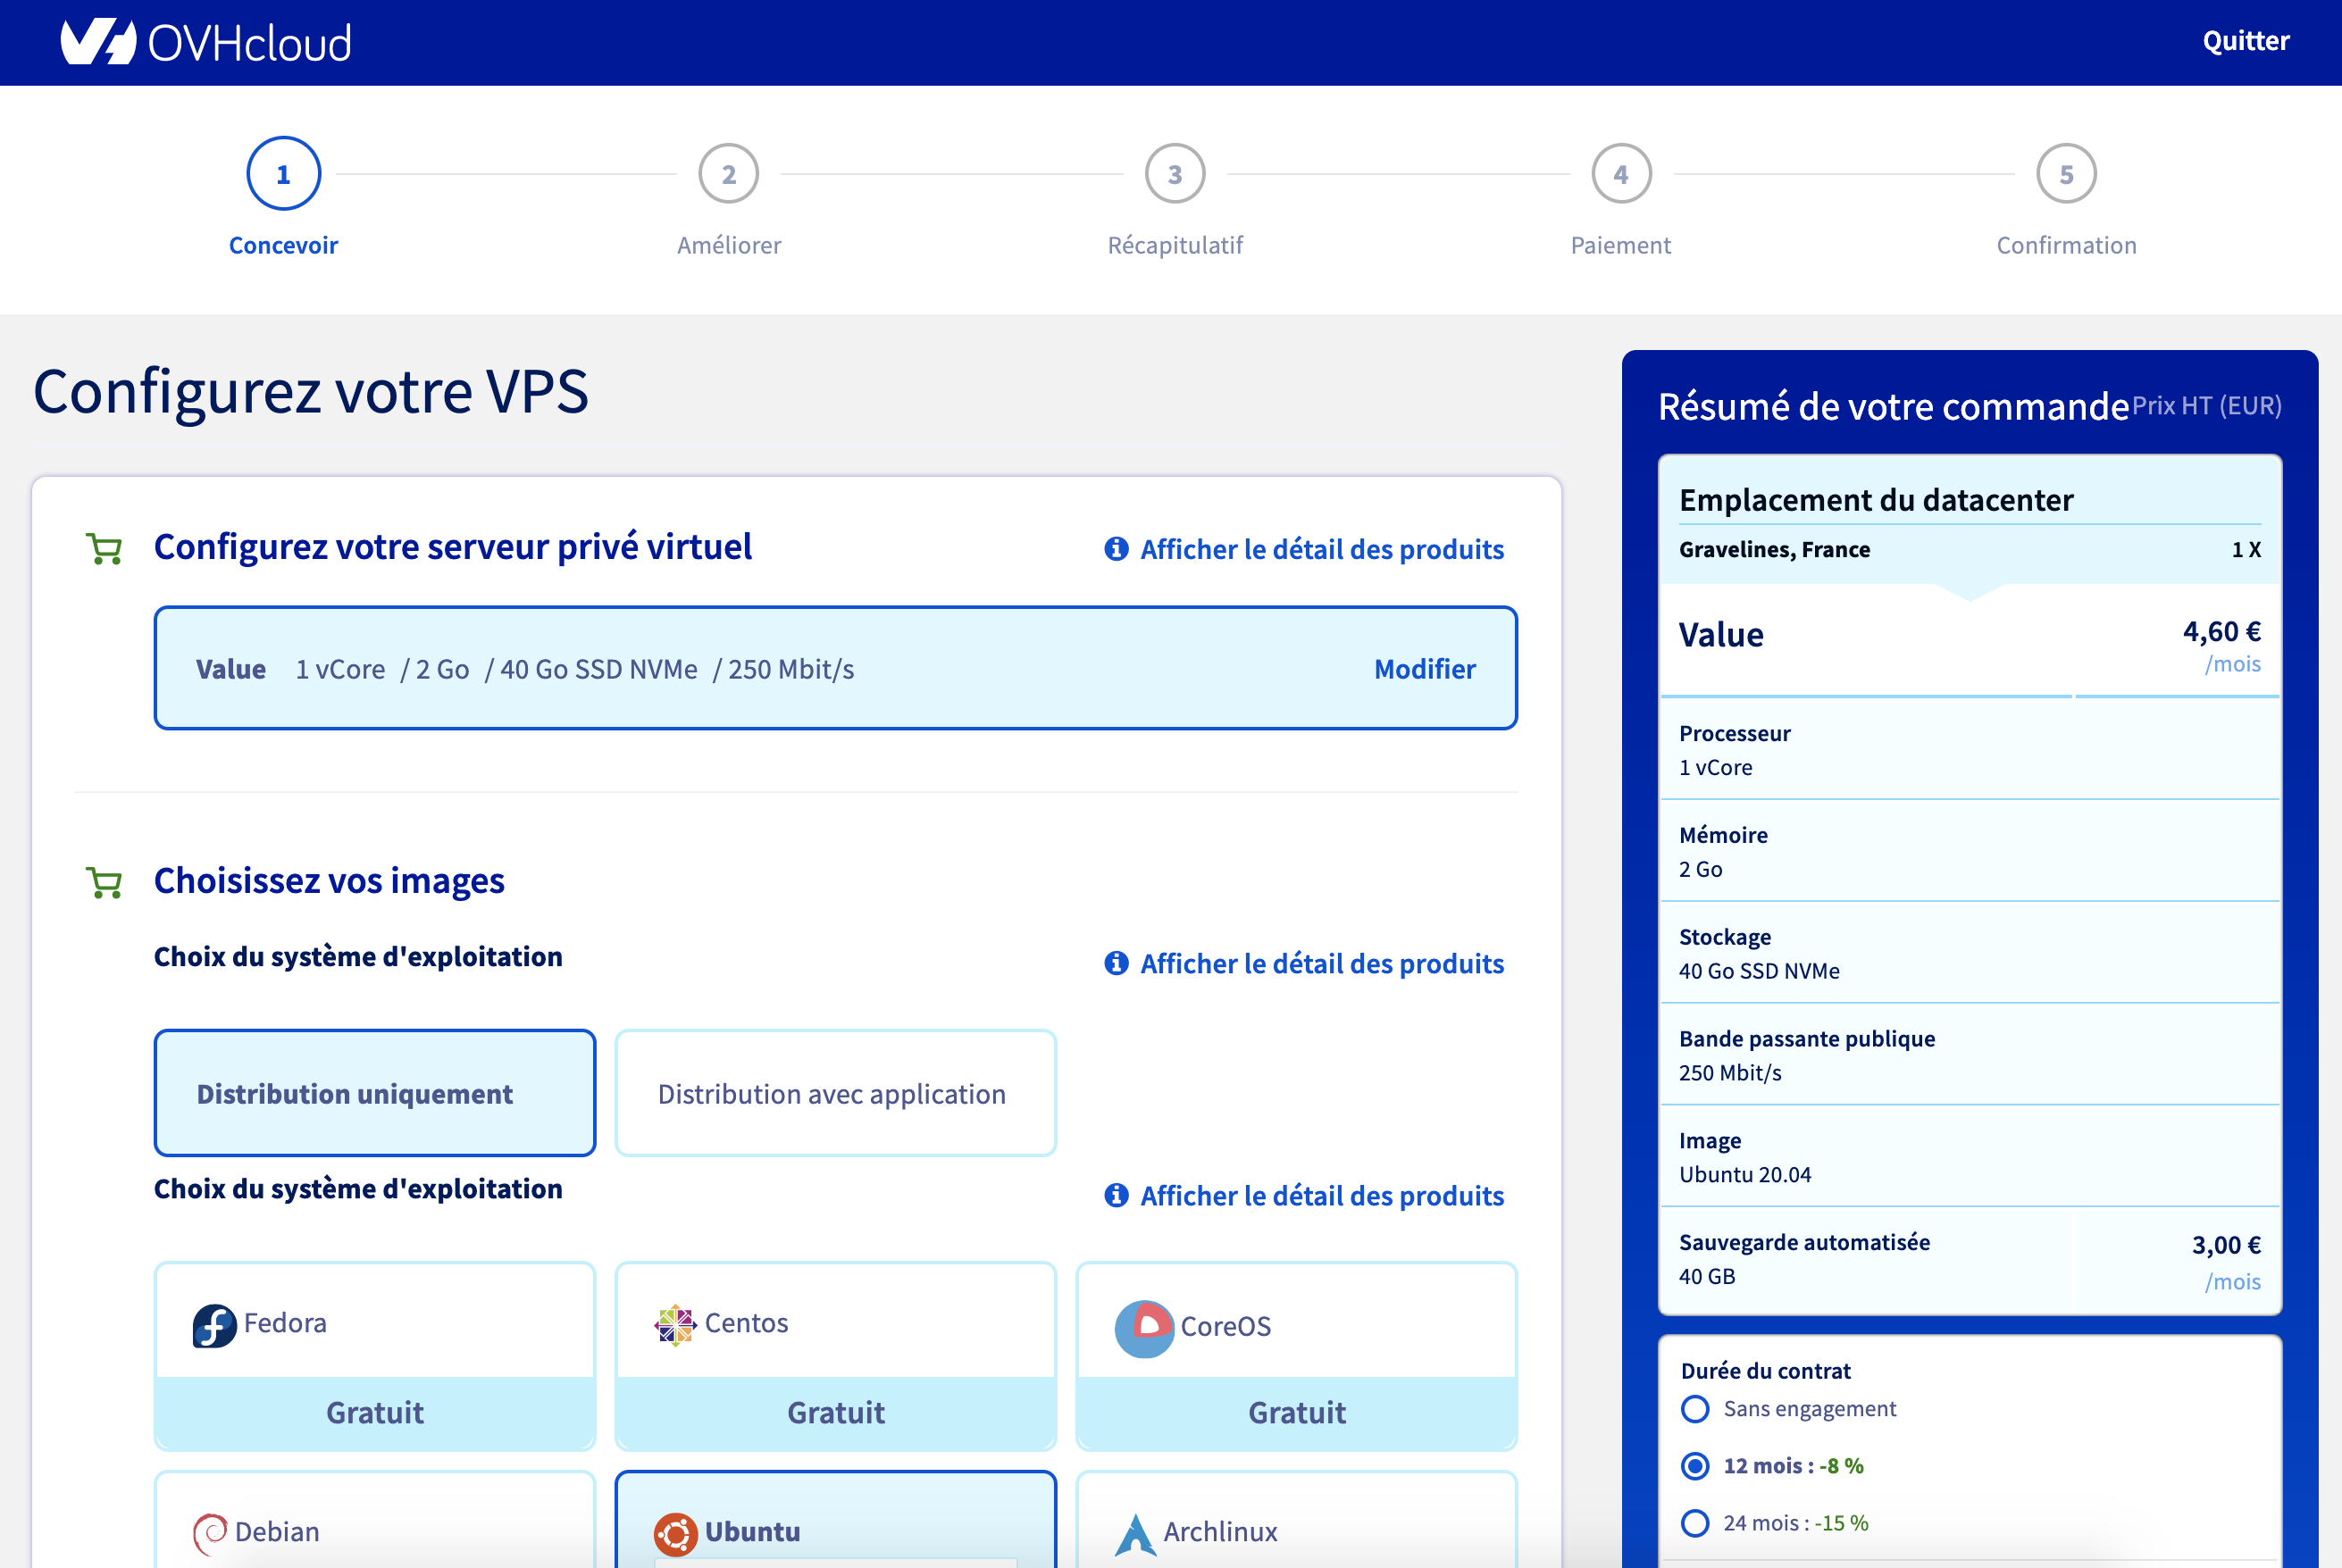 OVHcloud
Quitter
1
2
3
4
5
Concevoir
Améliorer
Récapitulatif
Paiement
Confirmation
Configurez votre VPS
Configurez votre serveur privé virtuel
Afficher le détail des produits
Value 1 vCore / 2 Go / 40 Go SSD NVMe / 250 Mbit/s
Modifier
Choisissez vos images
Choix du système d'exploitation
Afficher le détail des produits
Distribution uniquement
Distribution avec application
Choix du système d'exploitation
Afficher le détail des produits
Fedora
Gratuit
Centos
Gratuit
CoreOS
Gratuit
Debian
Ubuntu
Archlinux
Résumé de votre commande
Prix HT (EUR)
Emplacement du datacenter
Gravelines, France 1 X
Value 4,60 €
/mois
Processeur
1 vCore
Mémoire
2 Go
Stockage
40 Go SSD NVMe
Bande passante publique
250 Mbit/s
Image
Ubuntu 20.04
Sauvegarde automatisée 3,00 €
40 GB /mois
Durée du contrat
Sans engagement
12 mois : -8 %
24 mois : -15 %